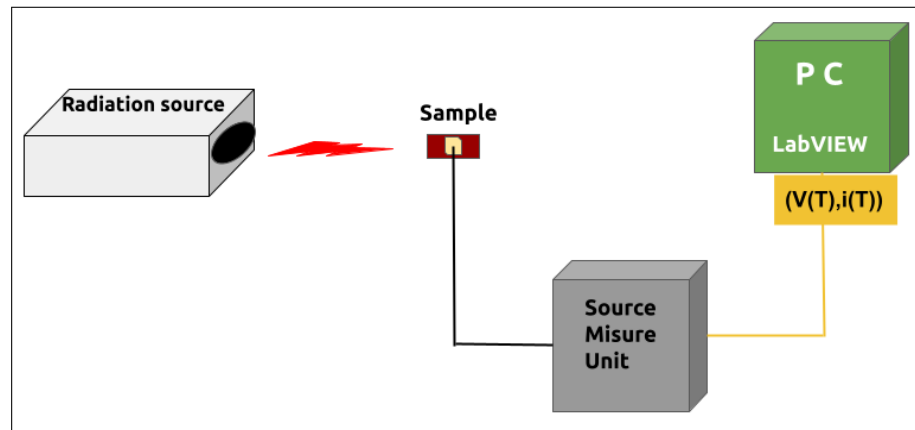 Radiation source
Sample
P C
LabVIEW
(V(T),i(T))
Source
Misure
Unit